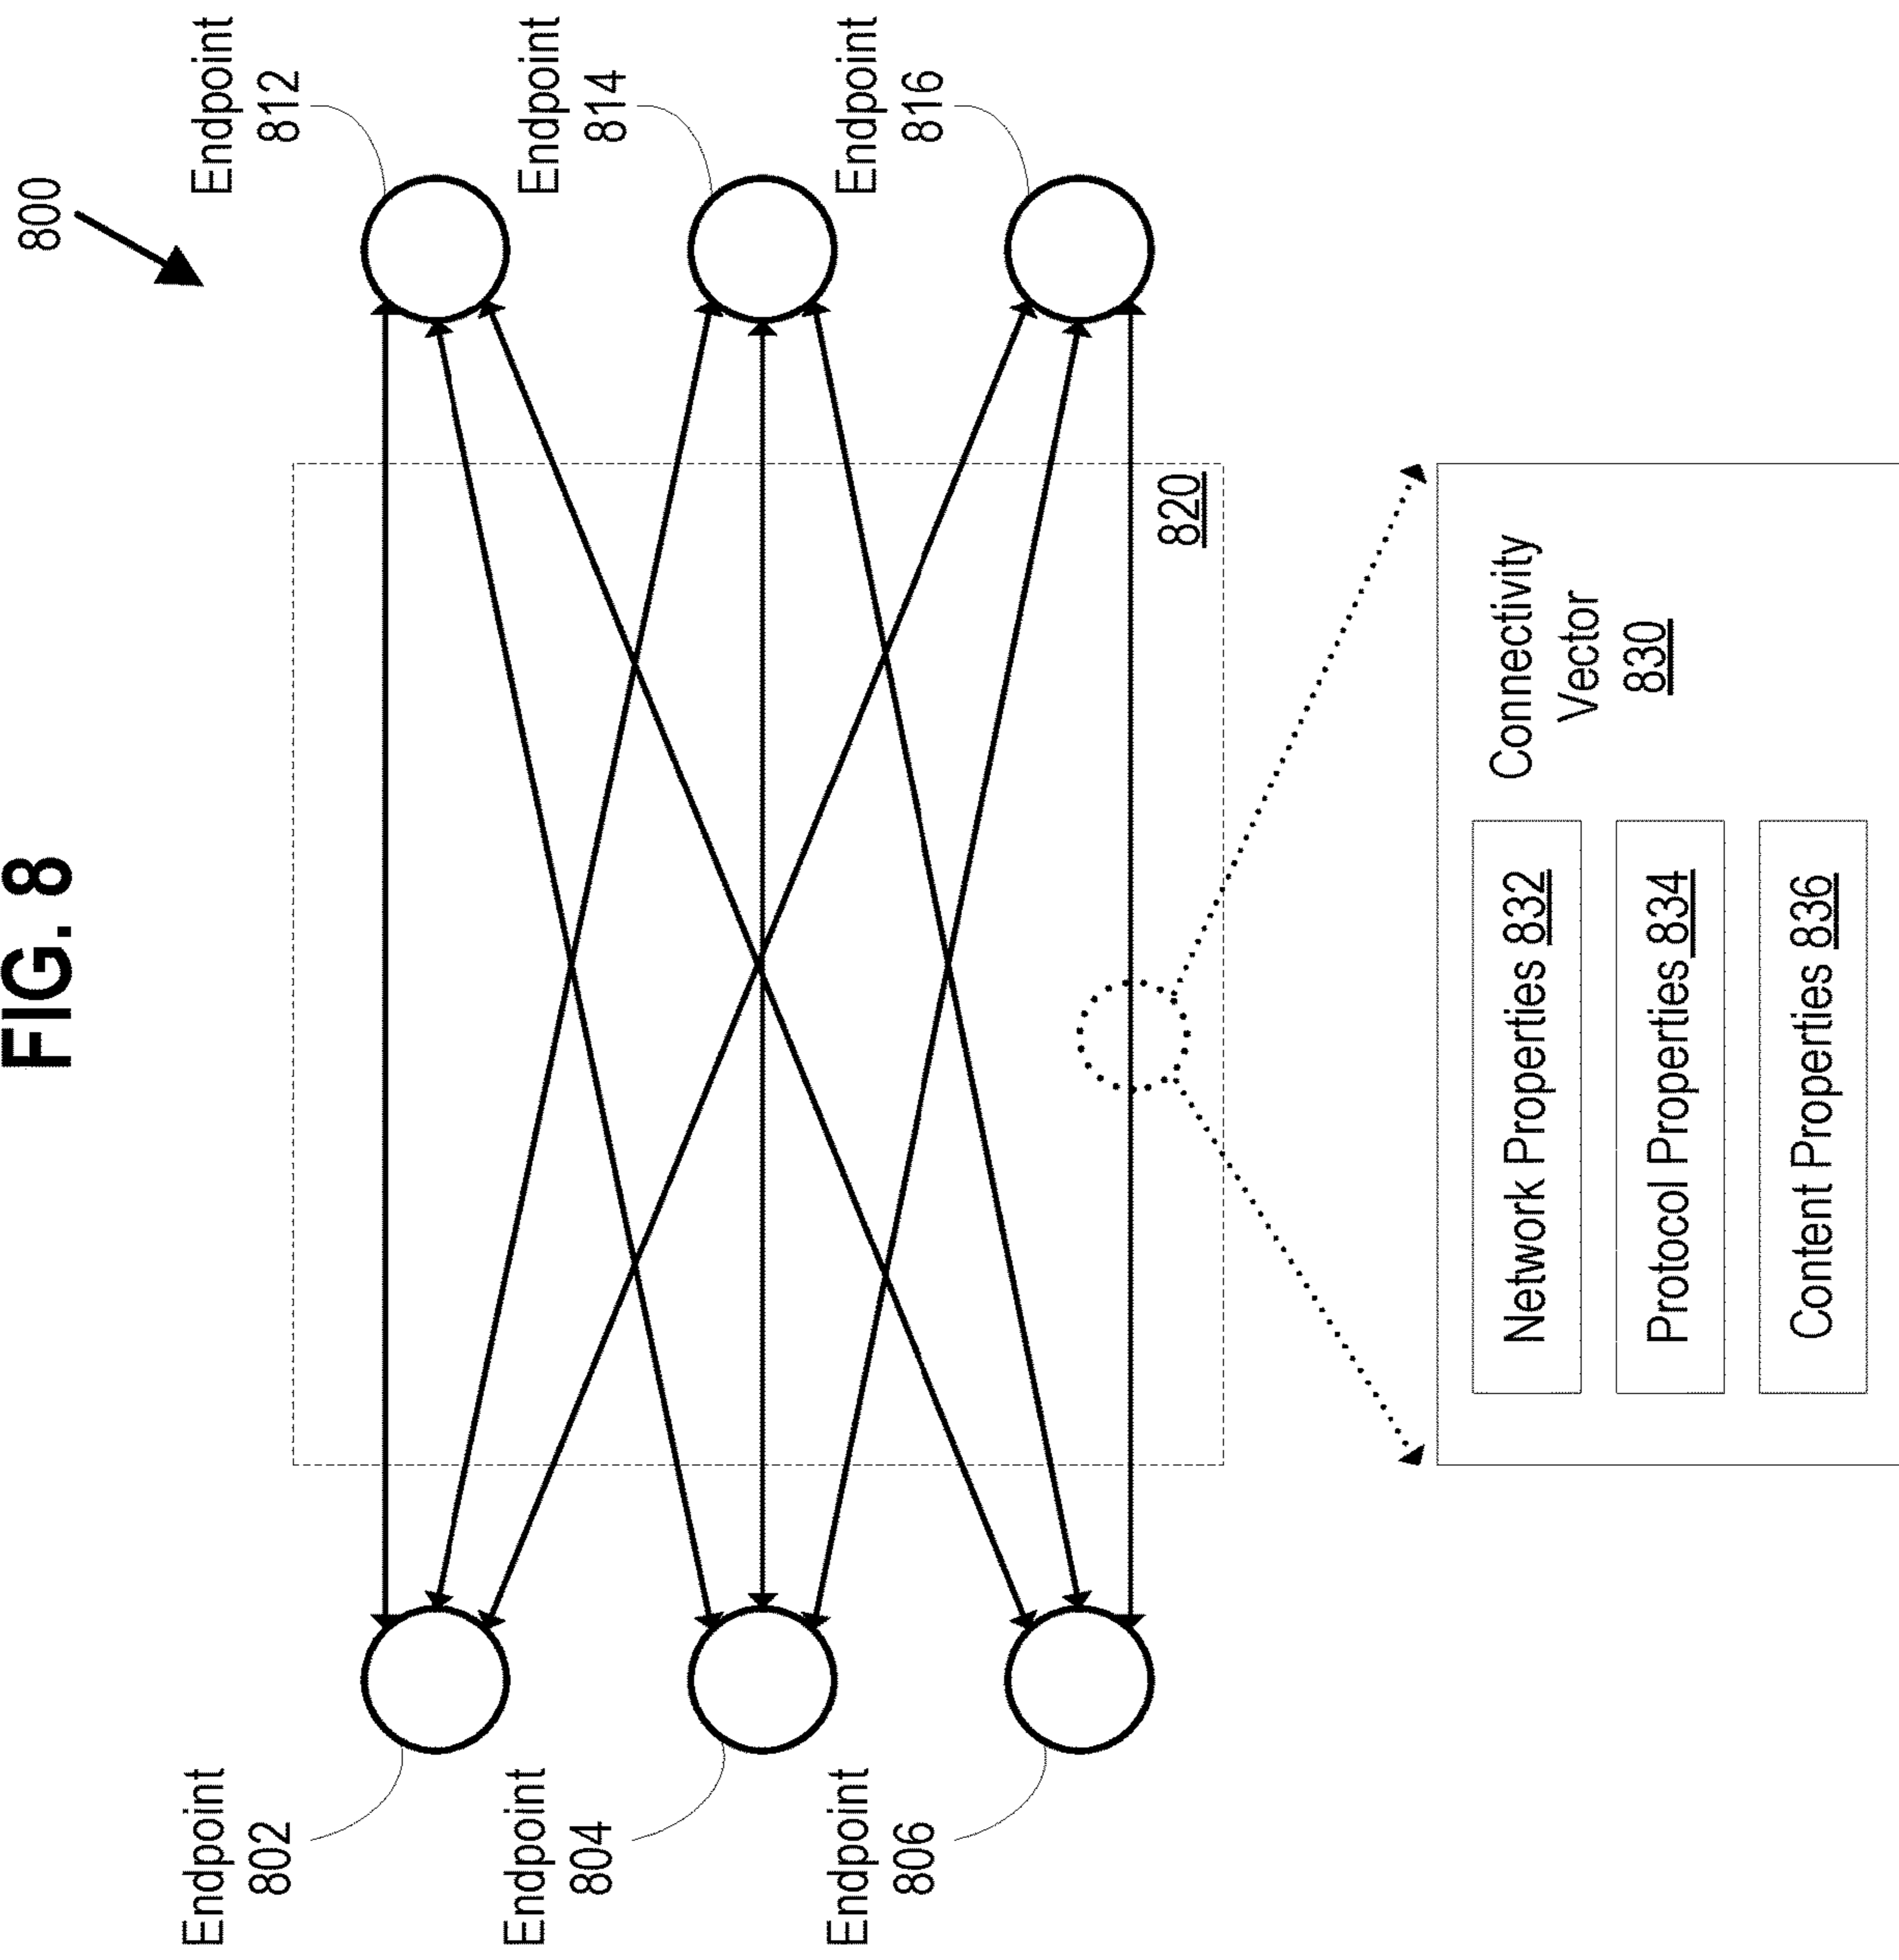 FIG. 8
800
Endpoint
802
Endpoint
804
Endpoint
806
Endpoint
812
Endpoint
814
Endpoint
816
820
Connectivity
Vector
830
Network Properties 832
Protocol Properties 834
Content Properties 836